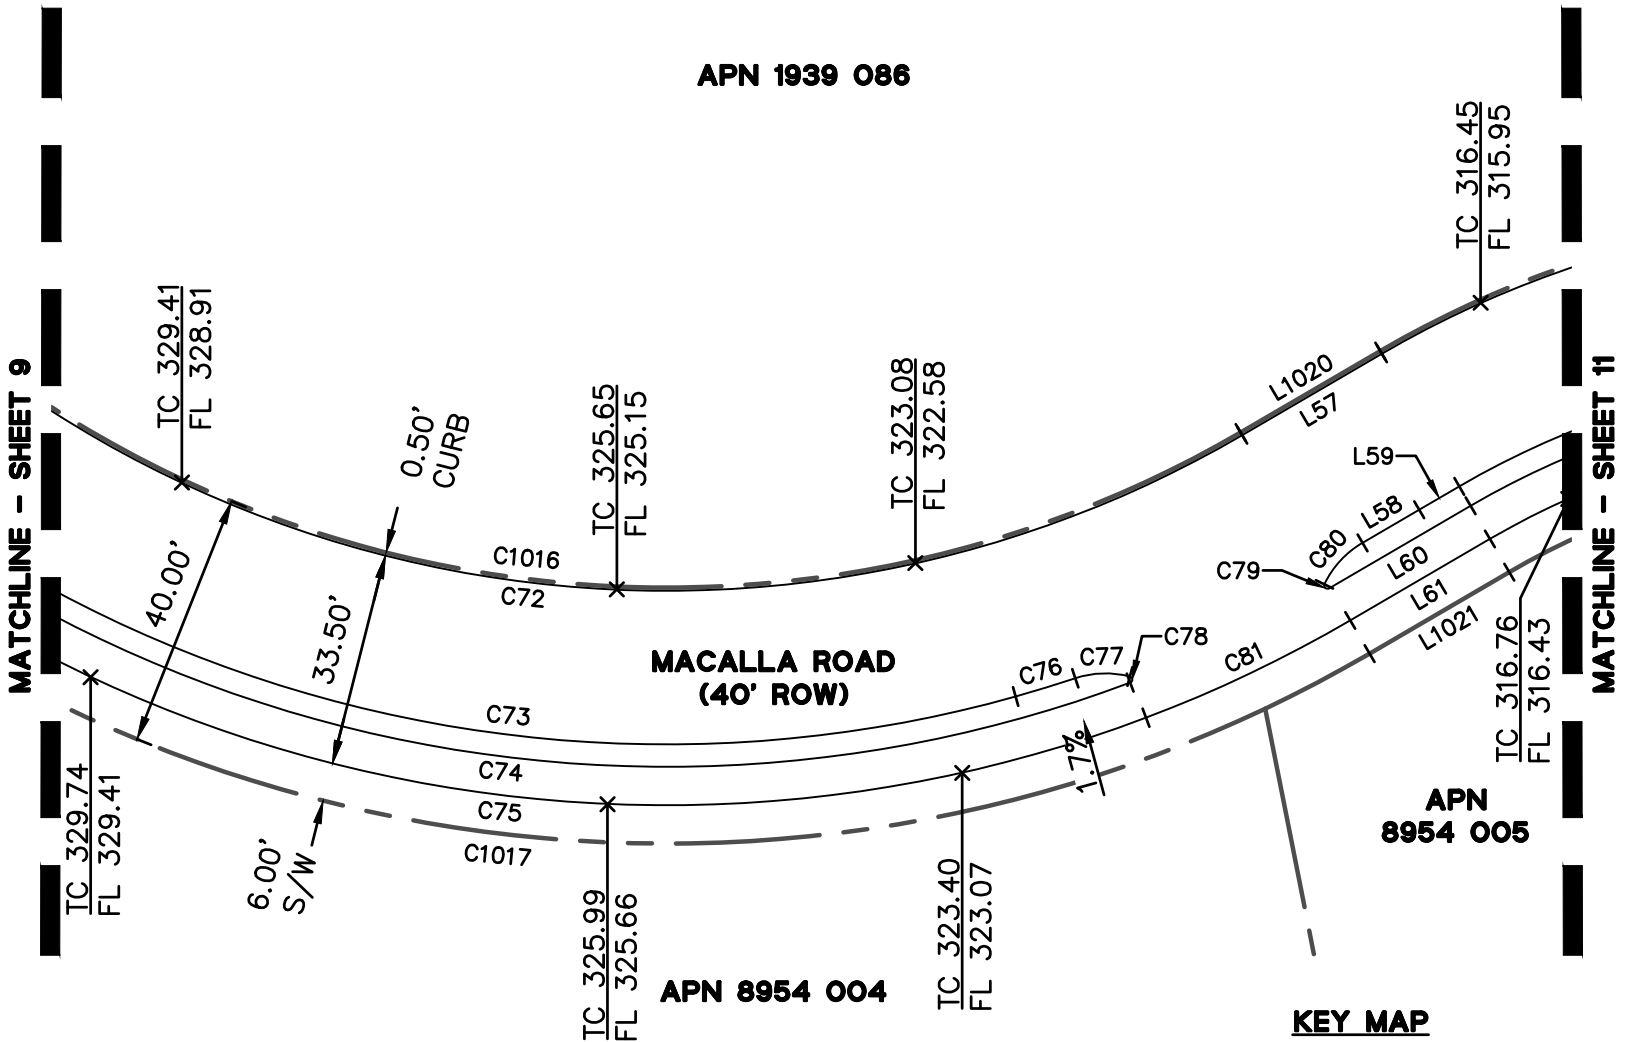 APN 1939 086
TC 316.45
FL 315.95
TC 329.41
FL 328.91
MATCHLINE – SHEET 9
MATCHLINE – SHEET 11
0.50'
CURB
TC 325.65
FL 325.15
TC 323.08
FL 322.58
L1020
L57
L59
L58
C80
C79
L60
L61
L1021
C1016
C72
40.00'
33.50'
MACALLA ROAD
(40' ROW)
C76
C77
C78
C81
C73
C74
C75
C1017
1.7%
TC 316.76
FL 316.43
TC 329.74
FL 329.41
6.00'
S/W
APN
8954 005
TC 325.99
FL 325.66
TC 323.40
FL 323.07
APN 8954 004
KEY MAP